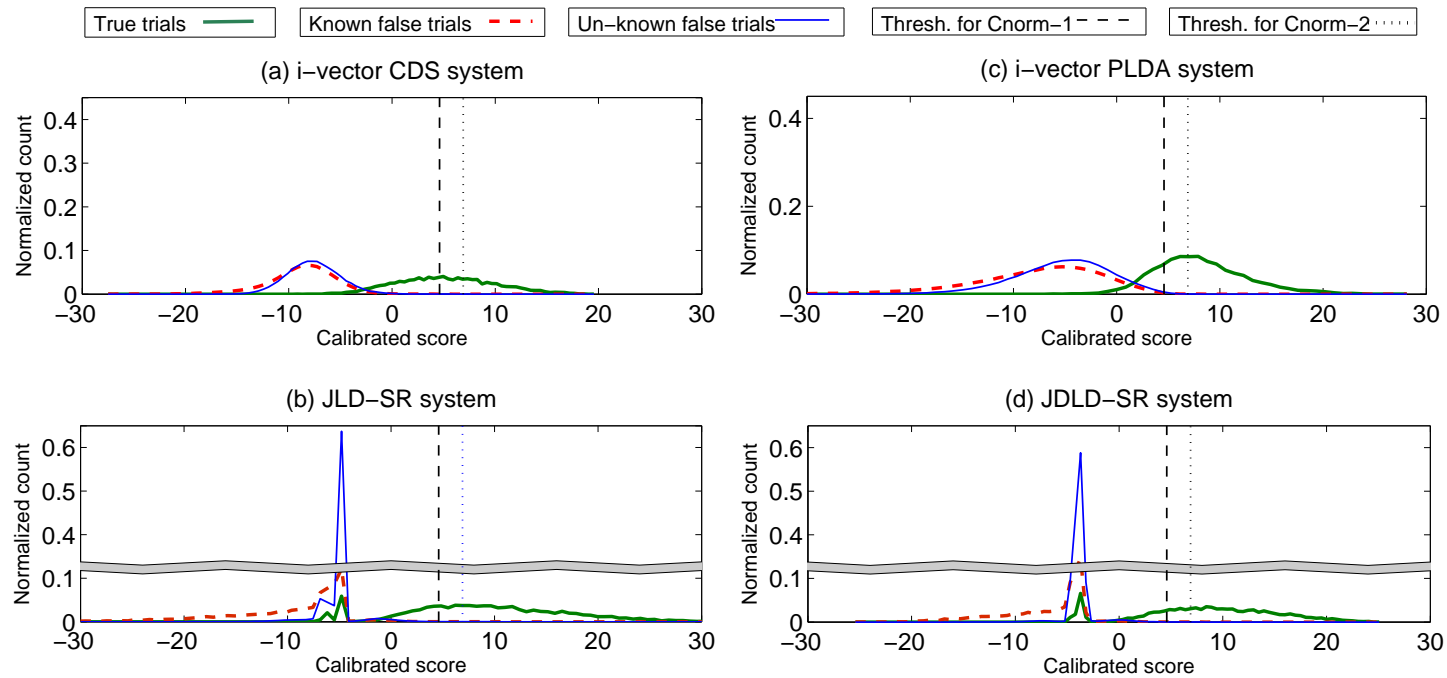 True trials
Known false trials
Un-known false trials
Thresh. for Cnorm-1
Thresh. for Cnorm-2
(a) i-vector CDS system
0.4
0.3
0.2
0.1
0
Normalized count
-30 -20 -10 0 10 20 30
Calibrated score
(c) i-vector PLDA system
0.4
0.2
0
Normalized count
-30 -20 -10 0 10 20 30
Calibrated score
(b) JLD-SR system
0.6
0.5
0.4
0.1
0
Normalized count
-30 -20 -10 0 10 20 30
Calibrated score
(d) JDLD-SR system
0.6
0.5
0.4
0.1
0
Normalized count
-30 -20 -10 0 10 20 30
Calibrated score